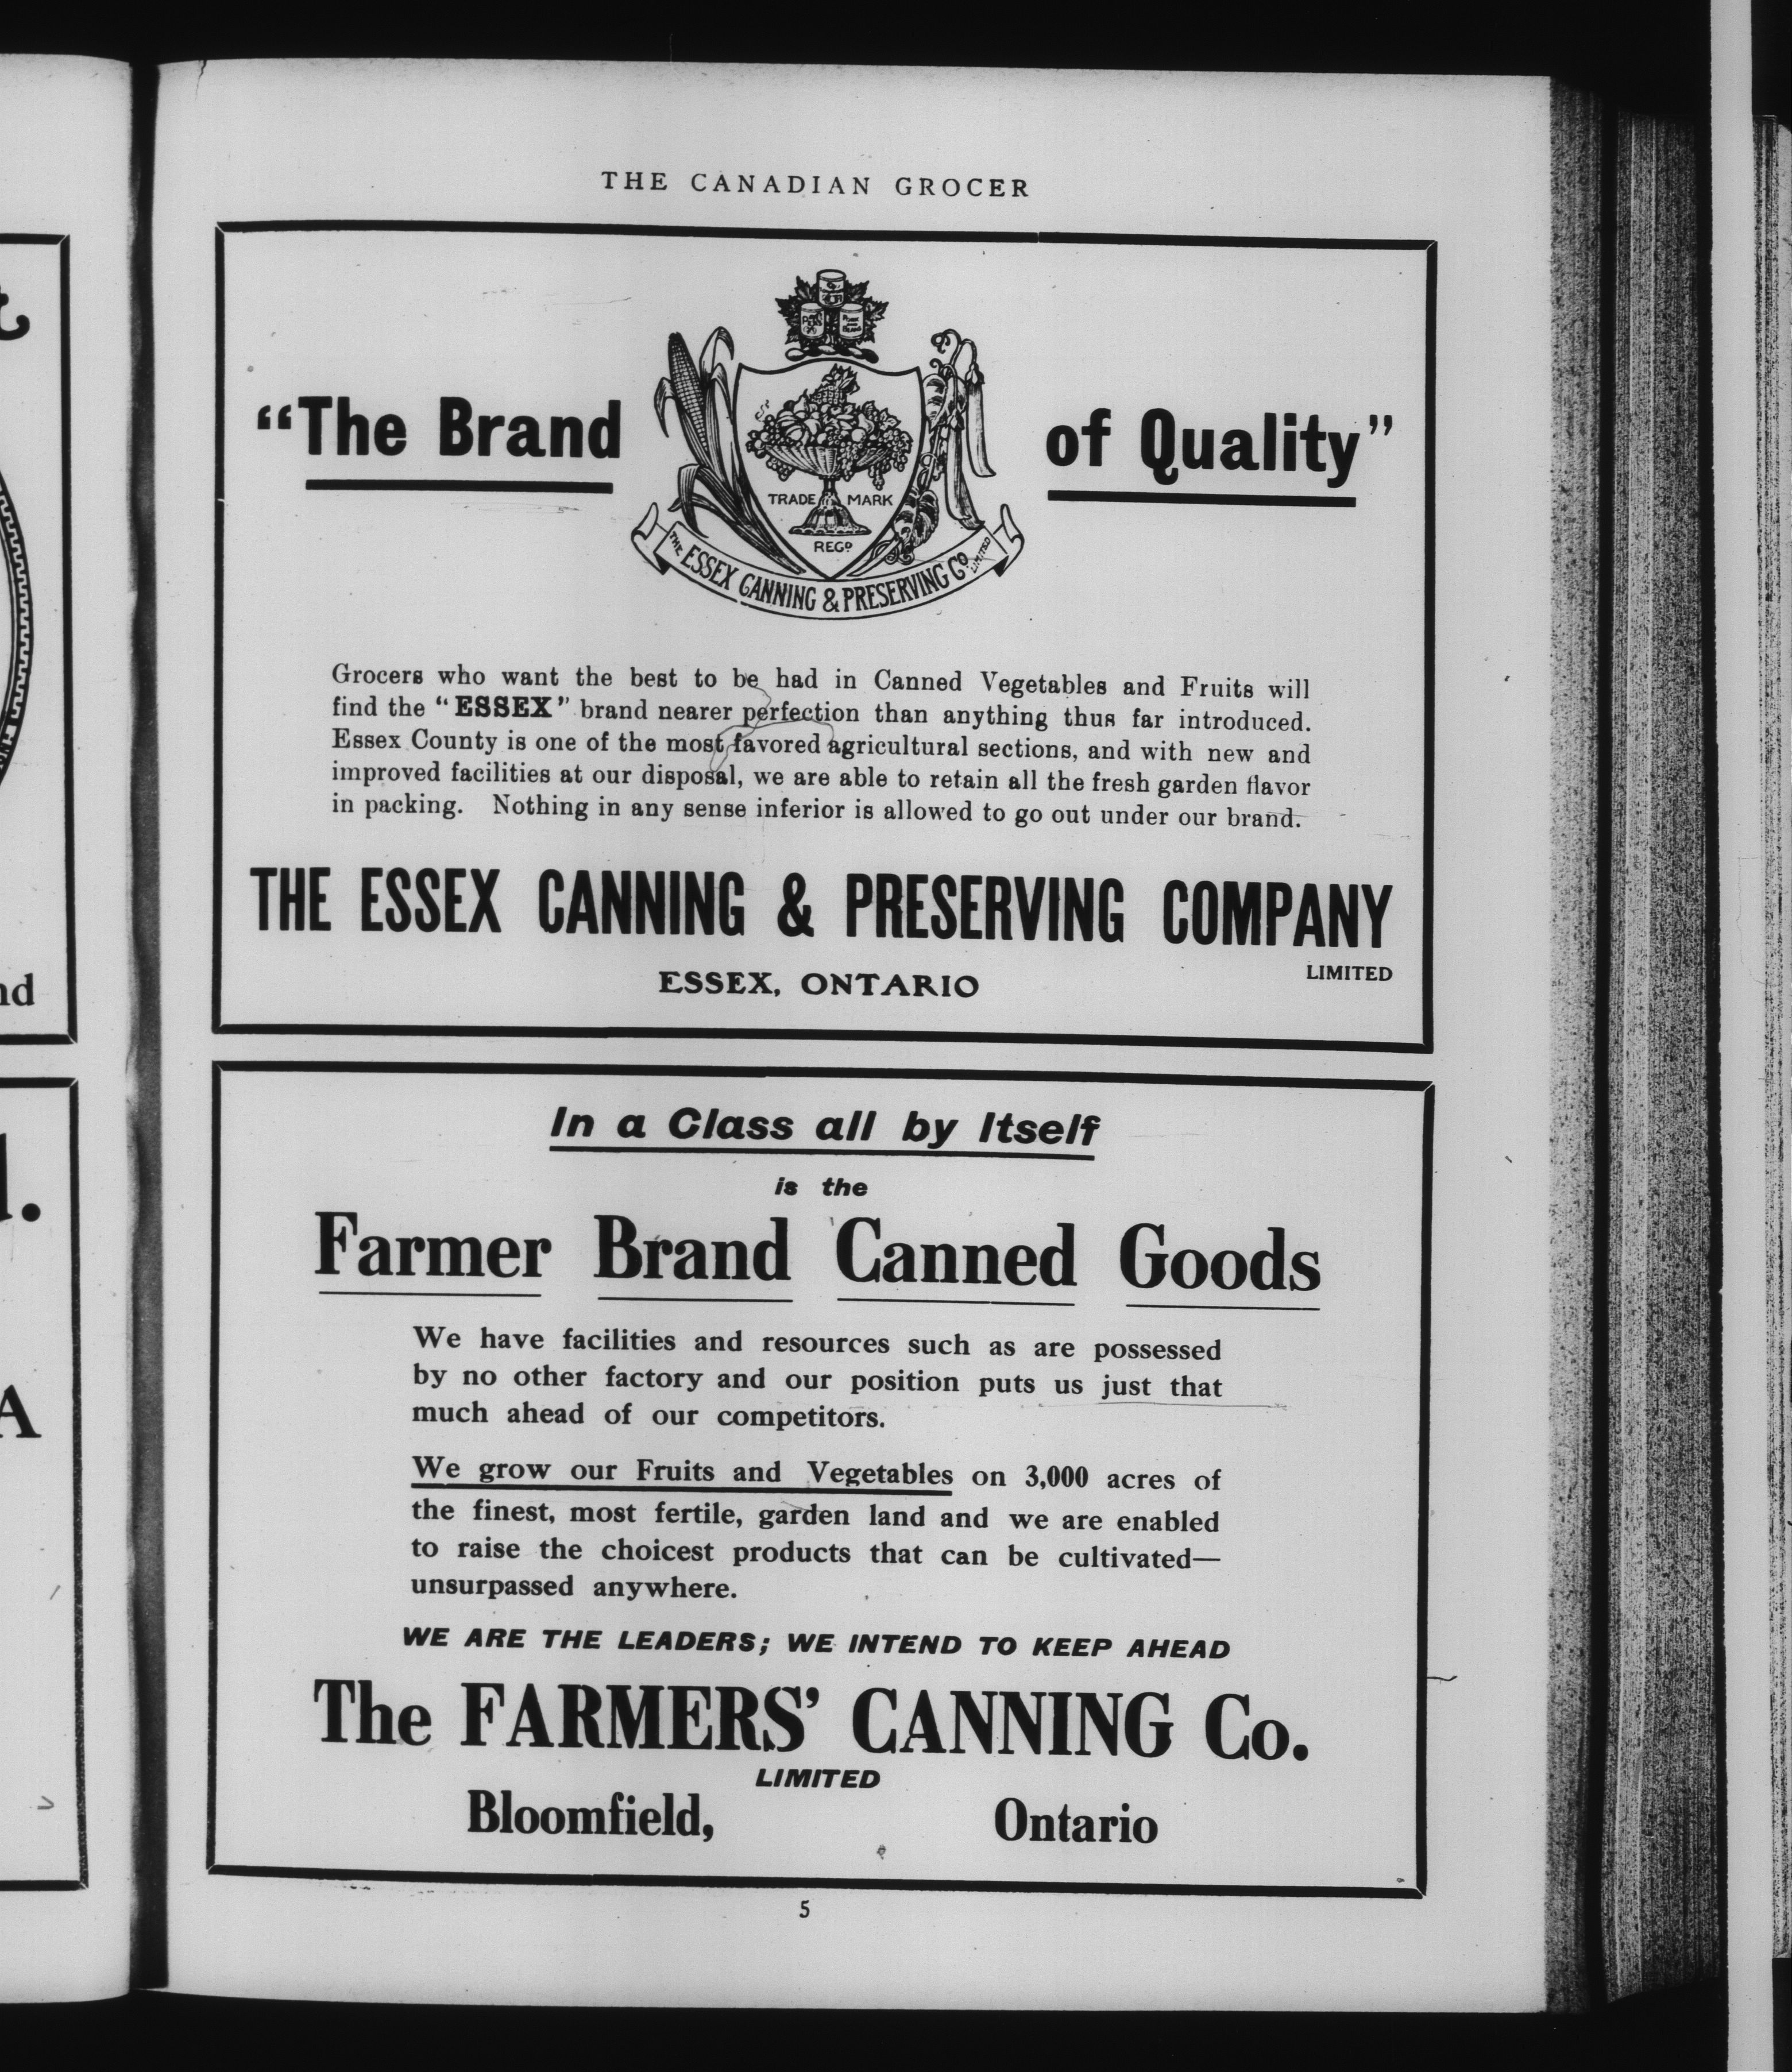 THE CANADIAN GROCER
“The Brand
of Quality”
TRADE MARK
REGD
THE ESSEX CANNING & PRESERVING Co. LIMITED
Grocers who want the best to be had in Canned Vegetables and Fruits will
find the “ESSEX” brand nearer perfection than anything thus far introduced.
Essex County is one of the most favored agricultural sections, and with new and
improved facilities at our disposal, we are able to retain all the fresh garden flavor
in packing. Nothing in any sense inferior is allowed to go out under our brand.
THE ESSEX CANNING & PRESERVING COMPANY
LIMITED
ESSEX, ONTARIO
In a Class all by Itself
is the
Farmer Brand Canned Goods
We have facilities and resources such as are possessed
by no other factory and our position puts us just that
much ahead of our competitors.
We grow our Fruits and Vegetables on 3,000 acres of
the finest, most fertile, garden land and we are enabled
to raise the choicest products that can be cultivated—
unsurpassed anywhere.
WE ARE THE LEADERS; WE INTEND TO KEEP AHEAD
The FARMERS’ CANNING Co.
LIMITED
Bloomfield, Ontario
5